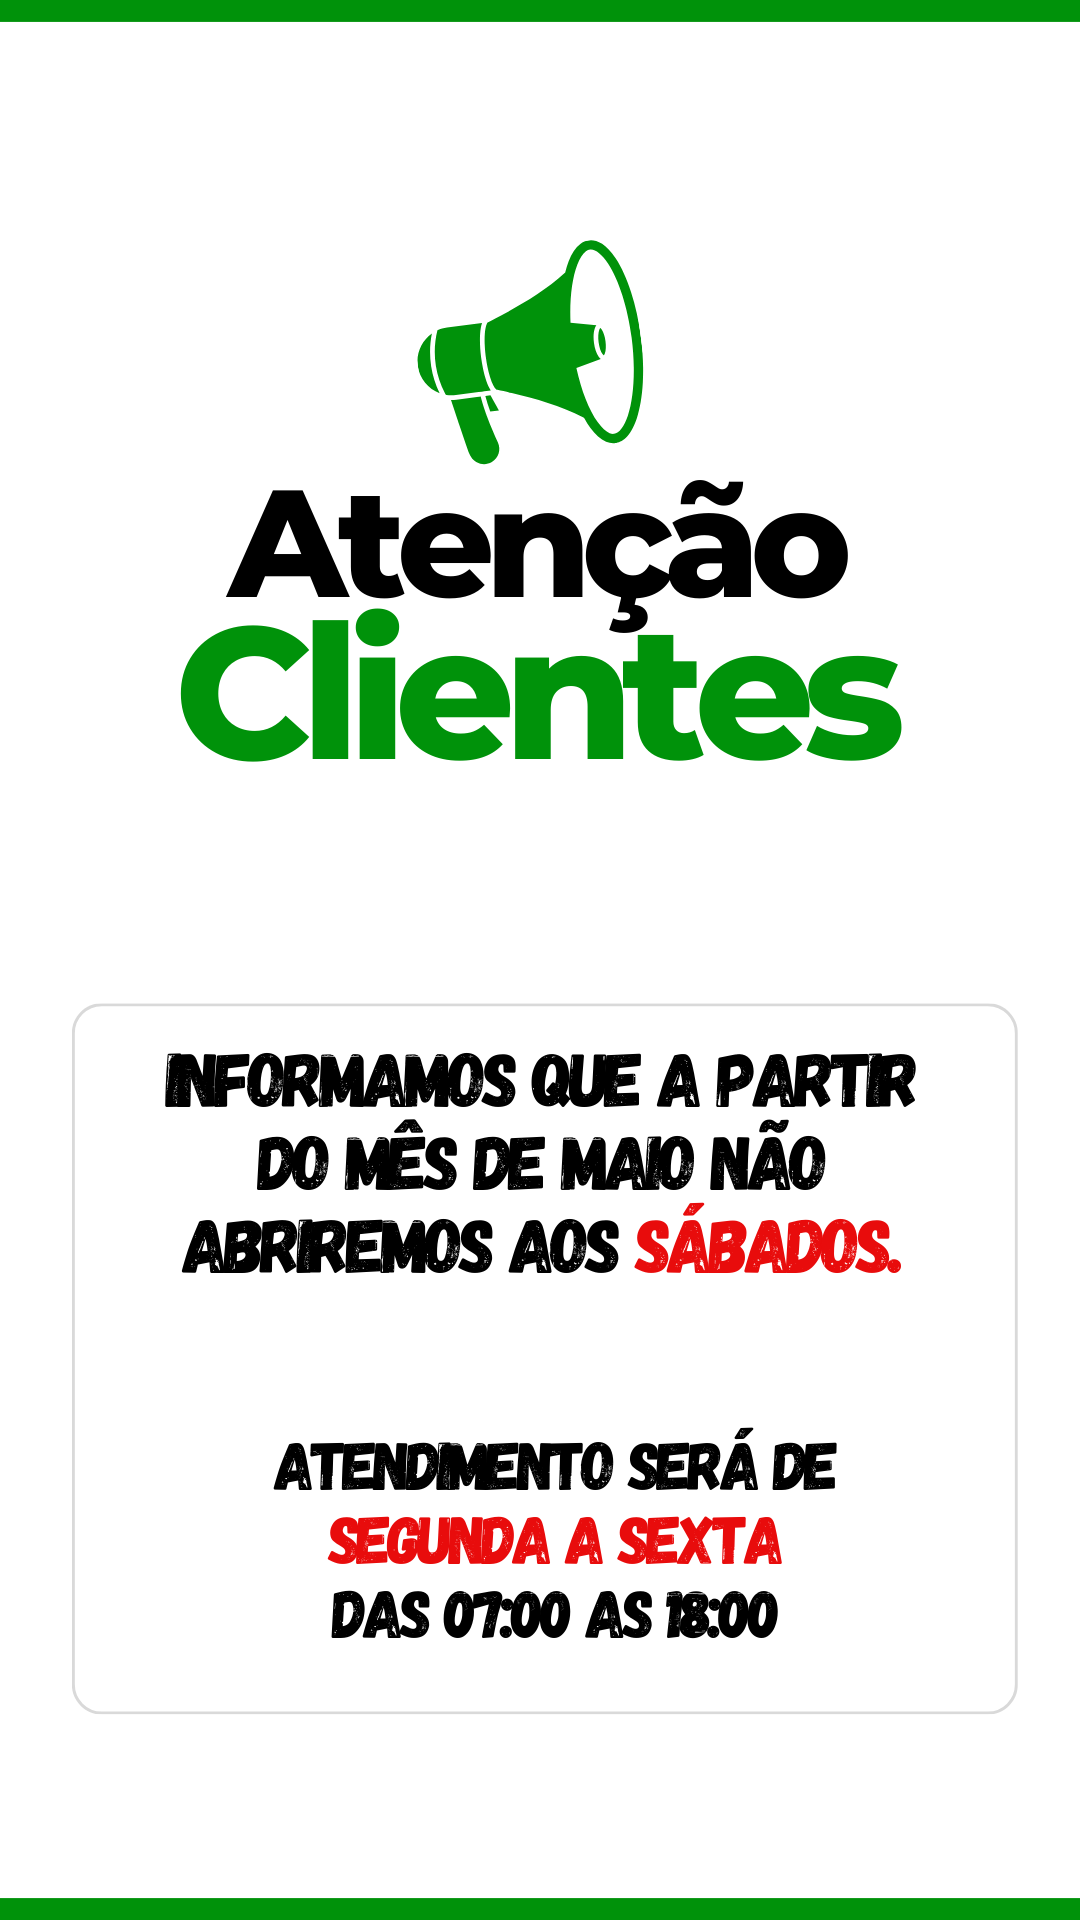 Atenção
Clientes
INFORMAMOS QUE A PARTIR
DO MÊS DE MAIO NÃO
ABRIREMOS AOS SÁBADOS.
ATENDIMENTO SERÁ DE
SEGUNDA A SEXTA
DAS 07:00 AS 18:00